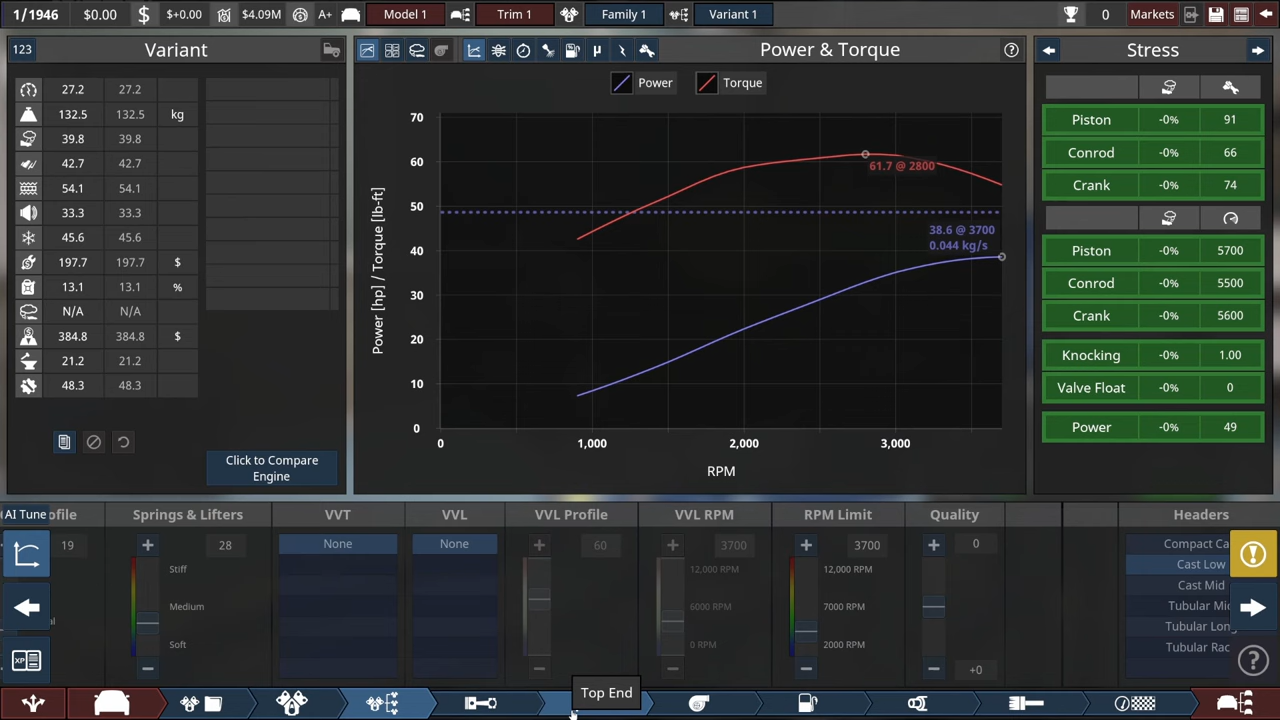 1/1946 $0.00 $+0.00 $4.09M A+ Model 1 Trim 1 Family 1 Variant 1 0 Markets
123 Variant
27.2 27.2
132.5 132.5 kg
39.8 39.8
42.7 42.7
54.1 54.1
33.3 33.3
45.6 45.6
197.7 197.7 $
13.1 13.1 %
N/A N/A
384.8 384.8 $
21.2 21.2
48.3 48.3
Click to Compare
Engine
Power & Torque
Power Torque
Power [hp] / Torque [lb-ft]
70
60
50
40
30
20
10
0
61.7 @ 2800
38.6 @ 3700
0.044 kg/s
0 1,000 2,000 3,000
RPM
Stress
Piston -0% 91
Conrod -0% 66
Crank -0% 74
Piston -0% 5700
Conrod -0% 5500
Crank -0% 5600
Knocking -0% 1.00
Valve Float -0% 0
Power -0% 49
AI Tune ofile Springs & Lifters VVT VVL VVL Profile VVL RPM RPM Limit Quality Headers
19 28 None None 60 3700 3700 0 Compact Ca
Stiff 12,000 RPM 12,000 RPM Cast Low
Cast Mid
Medium 6000 RPM 7000 RPM Tubular Mid
Tubular Long
Soft 0 RPM 2000 RPM Tubular Rac
+0
XP
Top End